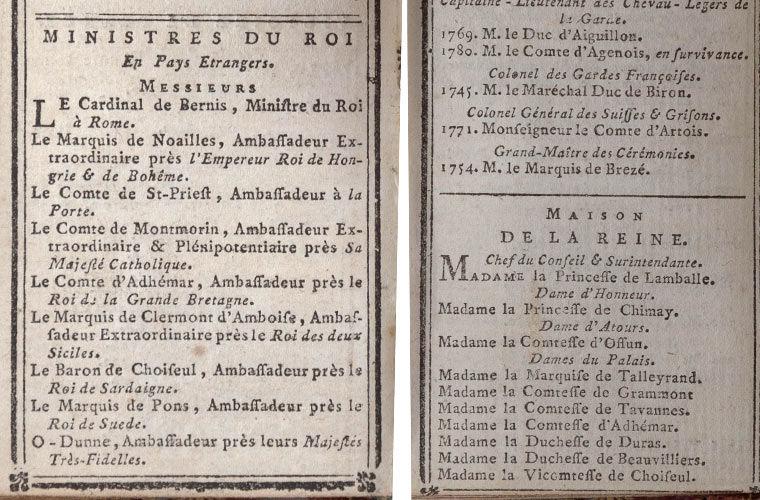 MINISTRES DU ROI
En Pays Etrangers.
MESSIEURS
LE Cardinal de Bernis, Miniſtre du Roi
à Rome.
Le Marquis de Noailles, Ambaſſadeur Ex-
traordinaire près l'Empereur Roi de Hon-
grie & de Bohême.
Le Comte de St-Prieſt, Ambaſſadeur à la
Porte.
Le Comte de Montmorin, Ambaſſadeur Ex-
traordinaire & Plénipotentiaire près Sa
Majeſté Catholique.
Le Comte d'Adhémar, Ambaſſadeur près le
Roi de la Grande Bretagne.
Le Marquis de Clermont d'Amboiſe, Ambaſ-
ſadeur Extraordinaire près le Roi des deux
Siciles.
Le Baron de Choiſeul, Ambaſſadeur près le
Roi de Sardaigne.
Le Marquis de Pons, Ambaſſadeur près le
Roi de Suede.
O-Dunne, Ambaſſadeur près leurs Majeſtés
Très-Fidelles.
Capitaine-Lieutenant des Chevau-Légers de
la Garde.
1769. M. le Duc d'Aiguillon.
1780. M. le Comte d'Agenois, en ſurvivance.
Colonel des Gardes Françoiſes.
1745. M. le Maréchal Duc de Biron.
Colonel Général des Suiſſes & Griſons.
1771. Monſeigneur le Comte d'Artois.
Grand-Maître des Cérémonies.
1754. M. le Marquis de Brezé.
MAISON
DE LA REINE.
Chef du Conſeil & Surintendante.
MADAME la Princeſſe de Lamballe.
Dame d'Honneur.
Madame la Princeſſe de Chimay.
Dame d'Atours.
Madame la Comteſſe d'Oſſun.
Dames du Palais.
Madame la Marquiſe de Talleyrand.
Madame la Comteſſe de Grammont
Madame la Comteſſe de Tavannes.
Madame la Comteſſe d'Adhémar.
Madame la Ducheſſe de Duras.
Madame la Ducheſſe de Beauvilliers.
Madame la Vicomteſſe de Choiſeul.